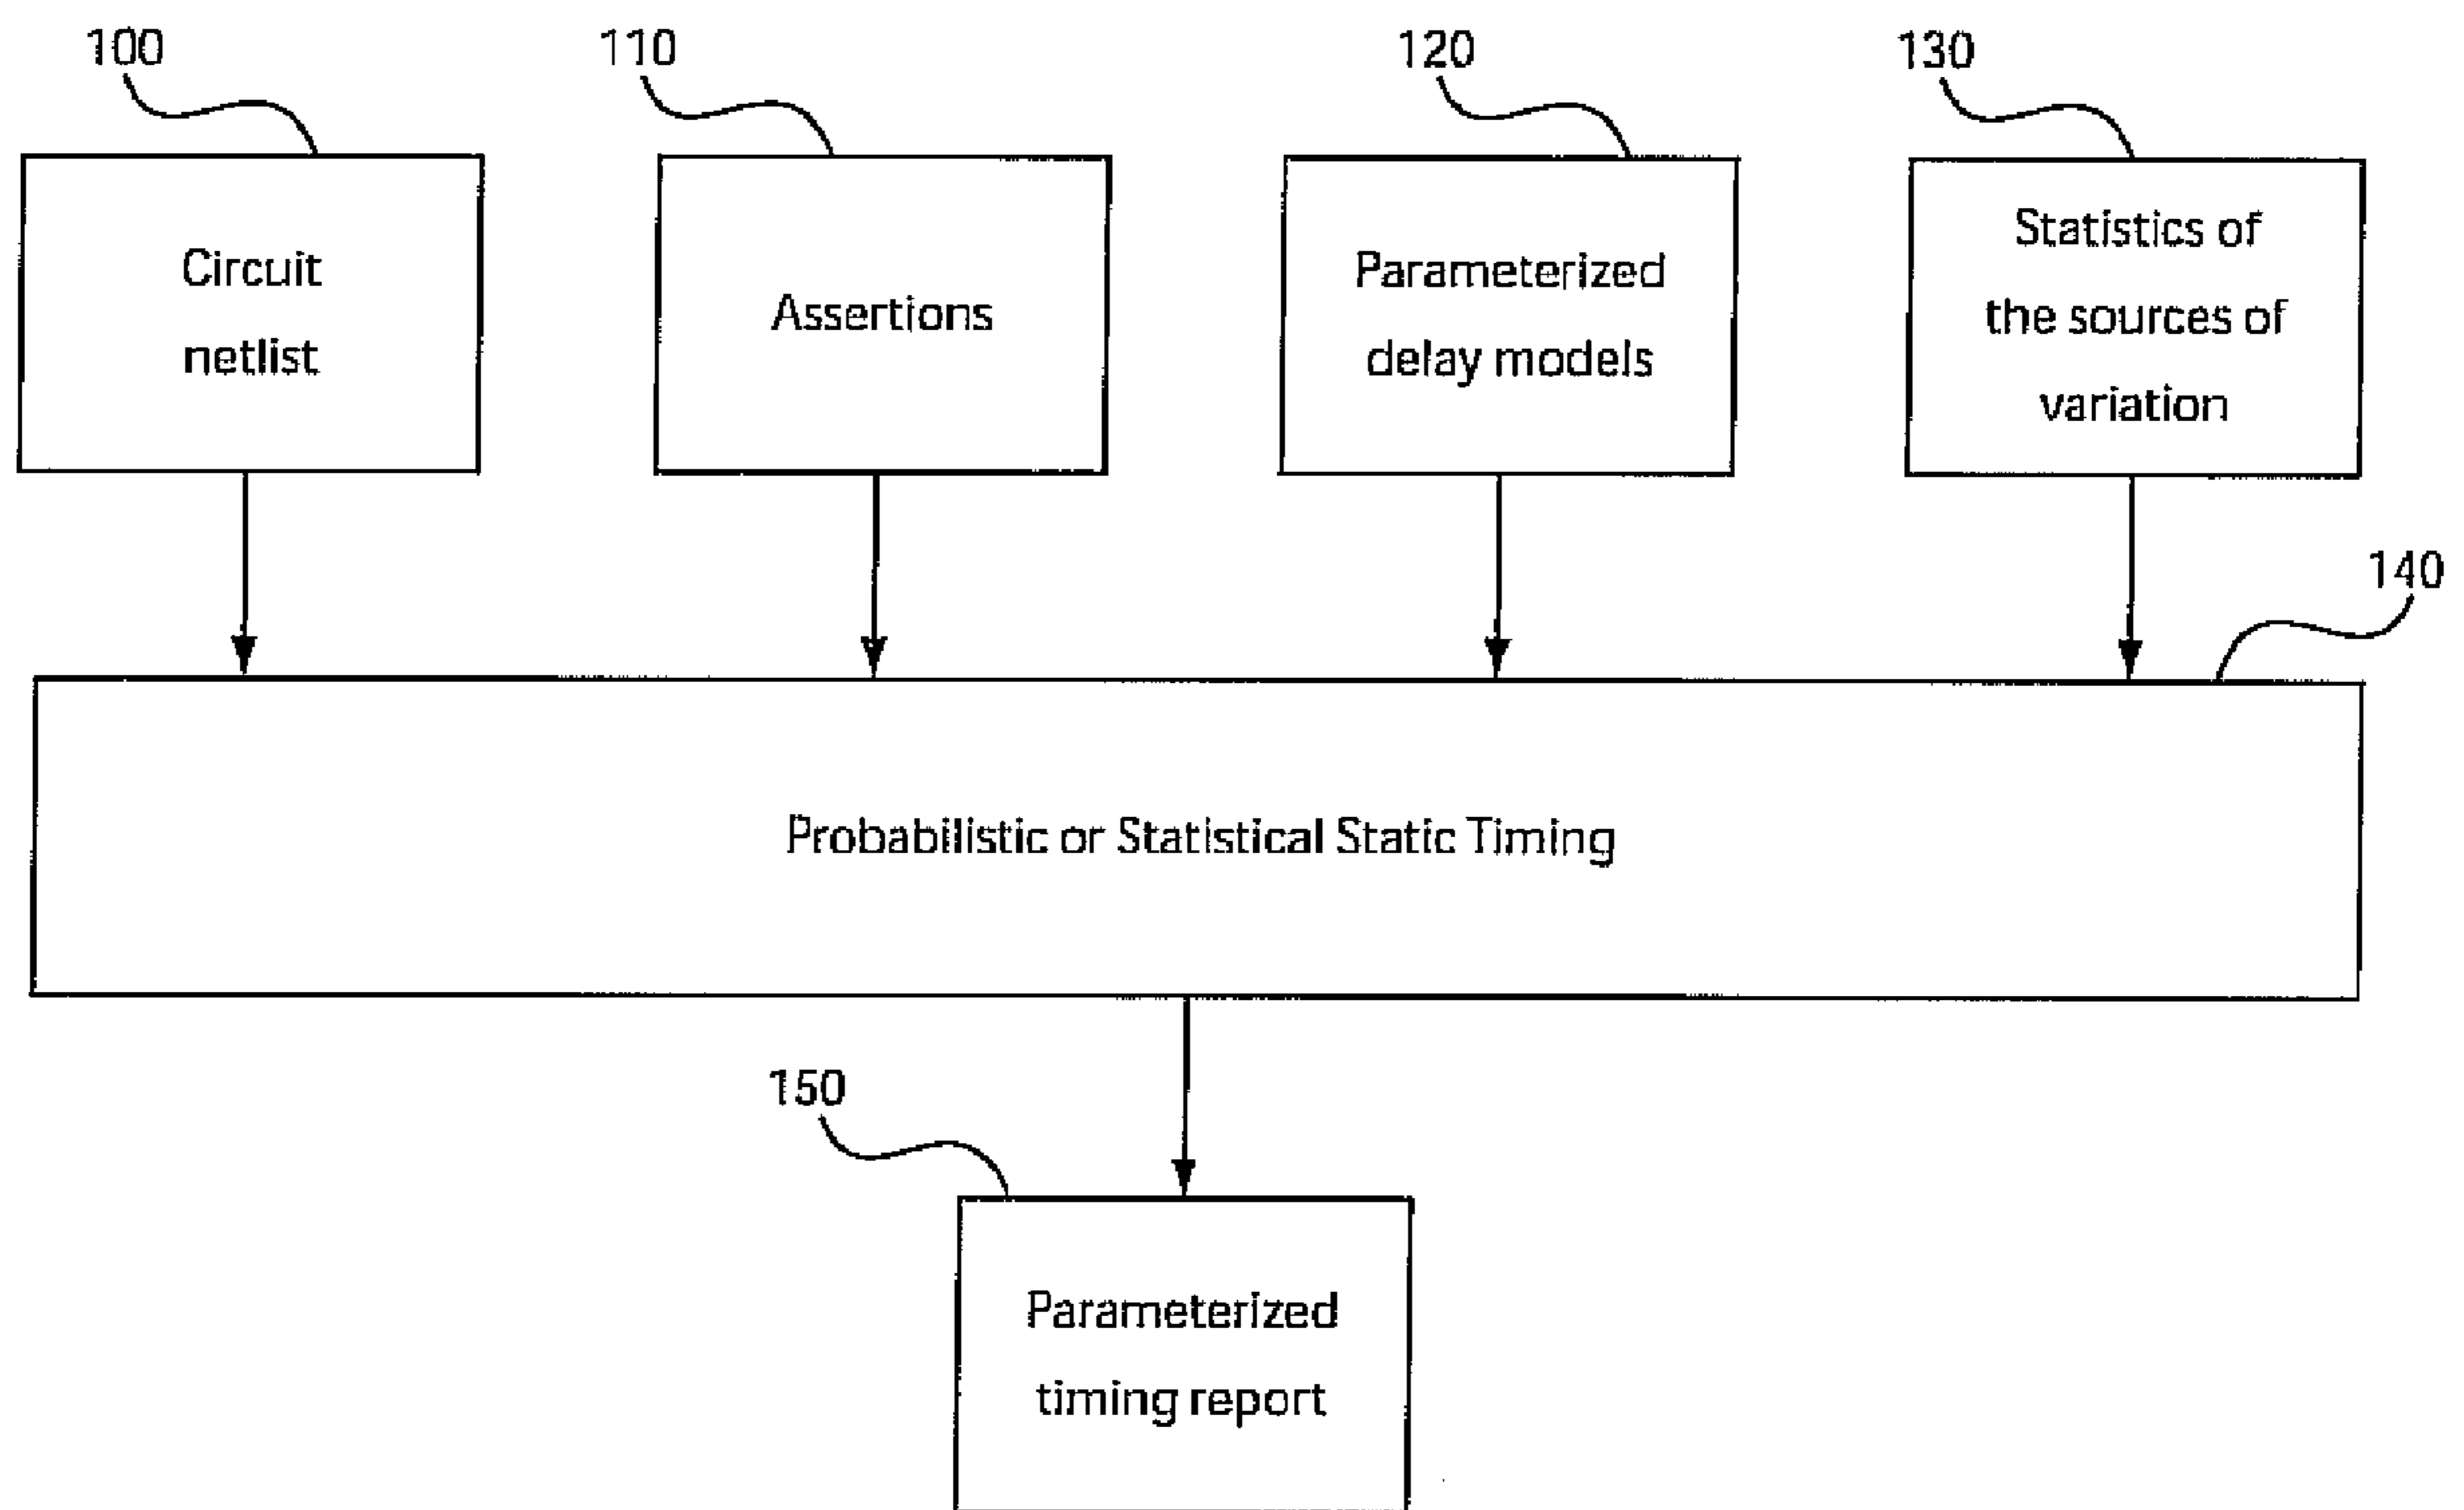 100
110
120
130
Circuit
netlist
Assertions
Parameterized
delay models
Statistics of
the sources of
variation
140
Probabilistic or Statistical Static Timing
150
Parameterized
timing report